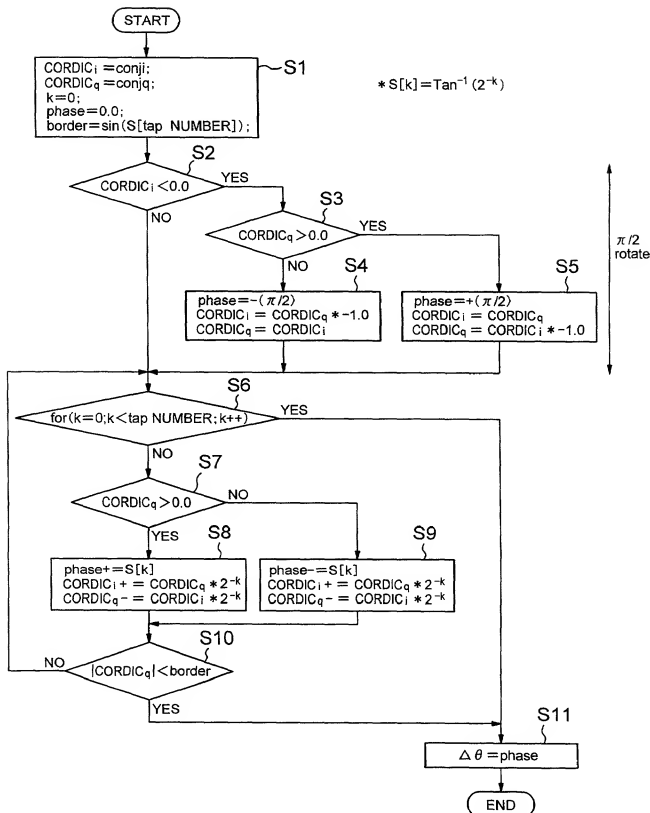 START
S1
CORDICi =conji;
CORDICq =conjq;
k=0;
phase=0.0;
border=sin(S[tap NUMBER]);
*S[k]=Tan⁻¹(2⁻ᵏ)
S2
CORDICi <0.0
YES
NO
S3
CORDICq >0.0
YES
NO
π/2
rotate
S4
phase=-(π/2)
CORDICi = CORDICq *-1.0
CORDICq = CORDICi
S5
phase=+(π/2)
CORDICi = CORDICq
CORDICq = CORDICi *-1.0
S6
for(k=0;k<tap NUMBER;k++)
YES
NO
S7
CORDICq >0.0
NO
YES
S8
phase+=S[k]
CORDICi+ = CORDICq *2⁻ᵏ
CORDICq- = CORDICi *2⁻ᵏ
S9
phase-=S[k]
CORDICi+ = CORDICq *2⁻ᵏ
CORDICq- = CORDICi *2⁻ᵏ
S10
|CORDICq|<border
NO
YES
S11
Δθ=phase
END